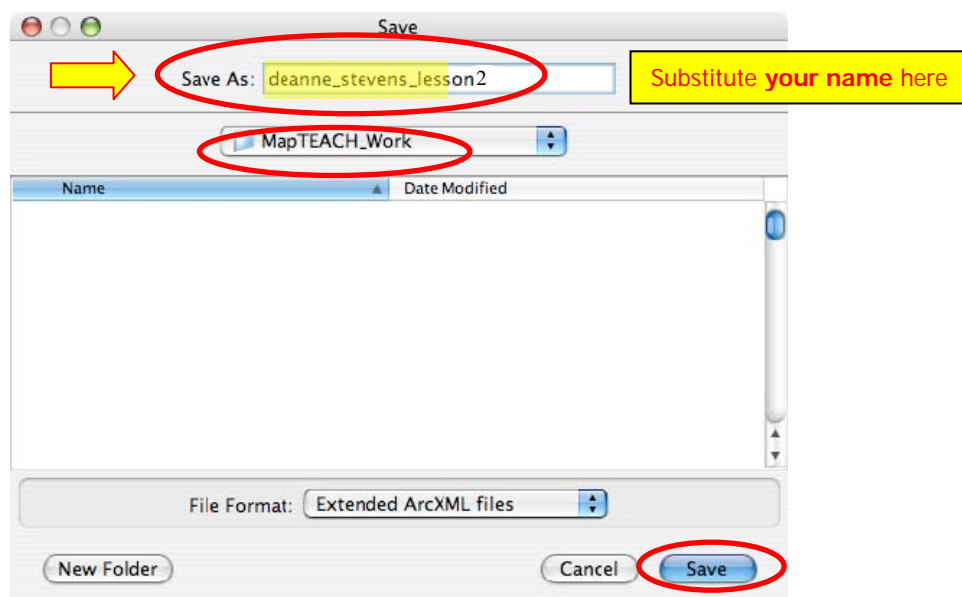 Save
Save As: deanne_stevens_lesson2
Substitute your name here
MapTEACH_Work
Name Date Modified
File Format: Extended ArcXML files
New Folder Cancel Save